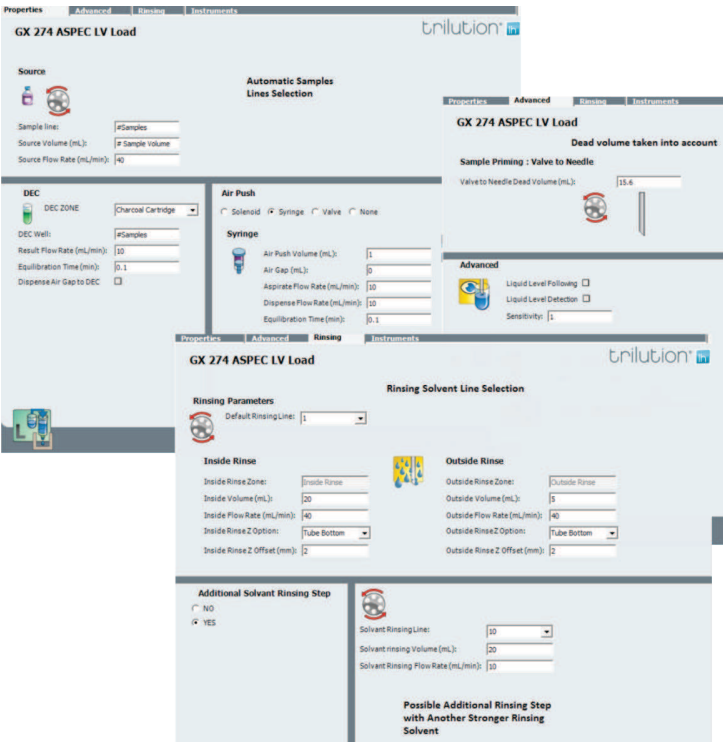 Properties Advanced Rinsing Instruments
GX 274 ASPEC LV Load
trilution®
Source
Automatic Samples
Lines Selection
Sample line: #Samples
Source Volume (mL): # Sample Volume
Source Flow Rate (mL/min): 40
DEC
DEC ZONE Charcoal Cartridge
DEC Well: #Samples
Result Flow Rate (mL/min): 10
Equilibration Time (min): 0.1
Dispense Air Gap to DEC
Air Push
Solenoid Syringe Valve None
Syringe
Air Push Volume (mL): 1
Air Gap (mL): 0
Aspirate Flow Rate (mL/min): 10
Dispense Flow Rate (mL/min): 10
Equilibration Time (min): 0.1
Properties Advanced Rinsing Instruments
GX 274 ASPEC LV Load
Dead volume taken into account
Sample Priming : Valve to Needle
Valve to Needle Dead Volume (mL): 15.6
Advanced
Liquid Level Following
Liquid Level Detection
Sensitivity: 1
Properties Advanced Rinsing Instruments
GX 274 ASPEC LV Load
trilution®
Rinsing Solvent Line Selection
Rinsing Parameters
Default Rinsing Line: 1
Inside Rinse
Inside Rinse Zone: Inside Rinse
Inside Volume (mL): 20
Inside Flow Rate (mL/min): 40
Inside Rinse Z Option: Tube Bottom
Inside Rinse Z Offset (mm): 2
Outside Rinse
Outside Rinse Zone: Outside Rinse
Outside Volume (mL): 5
Outside Flow Rate (mL/min): 40
Outside Rinse Z Option: Tube Bottom
Outside Rinse Z Offset (mm): 2
Additional Solvant Rinsing Step
NO
YES
Solvant Rinsing Line: 10
Solvant rinsing Volume (mL): 20
Solvant Rinsing Flow Rate (mL/min): 10
Possible Additional Rinsing Step
with Another Stronger Rinsing
Solvent